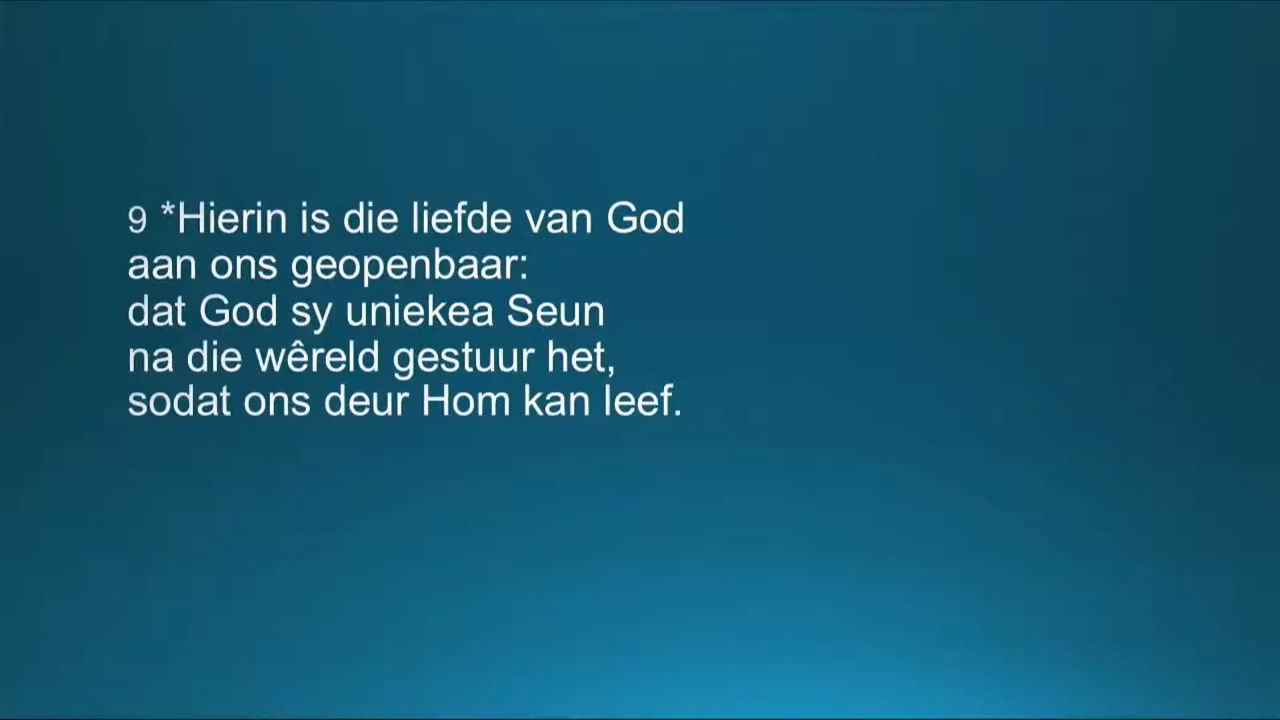 9 *Hierin is die liefde van God
aan ons geopenbaar:
dat God sy uniekea Seun
na die wêreld gestuur het,
sodat ons deur Hom kan leef.